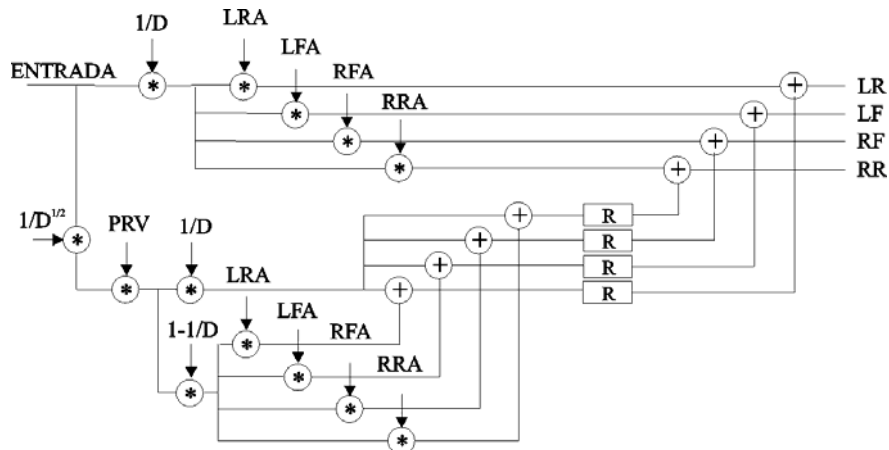 1/D
LRA
LFA
ENTRADA
RFA
LR
RRA
LF
RF
RR
1/D^1/2
PRV
1/D
R
R
R
R
LRA
1-1/D
LFA
RFA
RRA